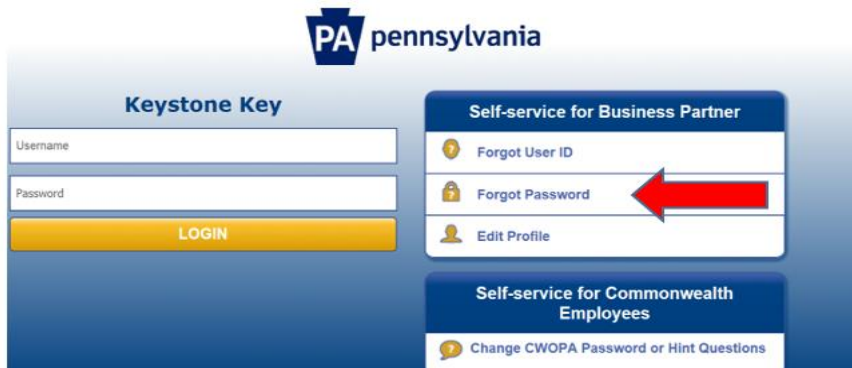 PA pennsylvania
Keystone Key
Username
Password
LOGIN
Self-service for Business Partner
? Forgot User ID
? Forgot Password
Edit Profile
Self-service for Commonwealth
Employees
? Change CWOPA Password or Hint Questions